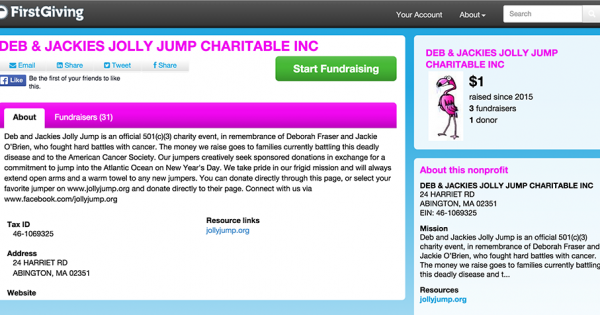 FirstGiving
Your Account About Search
DEB & JACKIES JOLLY JUMP CHARITABLE INC
Email Share Tweet Share
Like Be the first of your friends to like
this.
Start Fundraising
About Fundraisers (31)
Deb and Jackies Jolly Jump is an official 501(c)(3) charity event, in remembrance of Deborah Fraser and Jackie
O'Brien, who fought hard battles with cancer. The money we raise goes to families currently battling this deadly
disease and to the American Cancer Society. Our jumpers creatively seek sponsored donations in exchange for a
commitment to jump into the Atlantic Ocean on New Year's Day. We take pride in our frigid mission and will always
extend open arms and a warm towel to any new jumpers. You can donate directly through this page, or select your
favorite jumper on www.jollyjump.org and donate directly to their page. Connect with us via
www.facebook.com/jollyjump.org
Tax ID
46-1069325
Resource links
jollyjump.org
Address
24 HARRIET RD
ABINGTON, MA 02351
Website
DEB & JACKIES JOLLY JUMP
CHARITABLE INC
$1
raised since 2015
3 fundraisers
1 donor
About this nonprofit
DEB & JACKIES JOLLY JUMP CHARITABLE INC
24 HARRIET RD
ABINGTON, MA 02351
EIN: 46-1069325
Mission
Deb and Jackies Jolly Jump is an official 501(c)(3)
charity event, in remembrance of Deborah Fraser and
Jackie O'Brien, who fought hard battles with cancer.
The money we raise goes to families currently battling
this deadly disease and t...
Resources
jollyjump.org